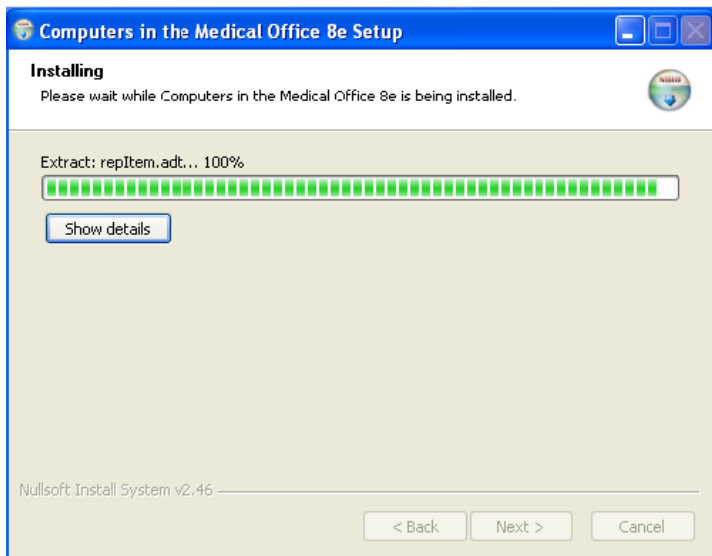 Computers in the Medical Office 8e Setup
Installing
Please wait while Computers in the Medical Office 8e is being installed.
Extract: repItem.adt... 100%
Show details
Nullsoft Install System v2.46
< Back Next > Cancel